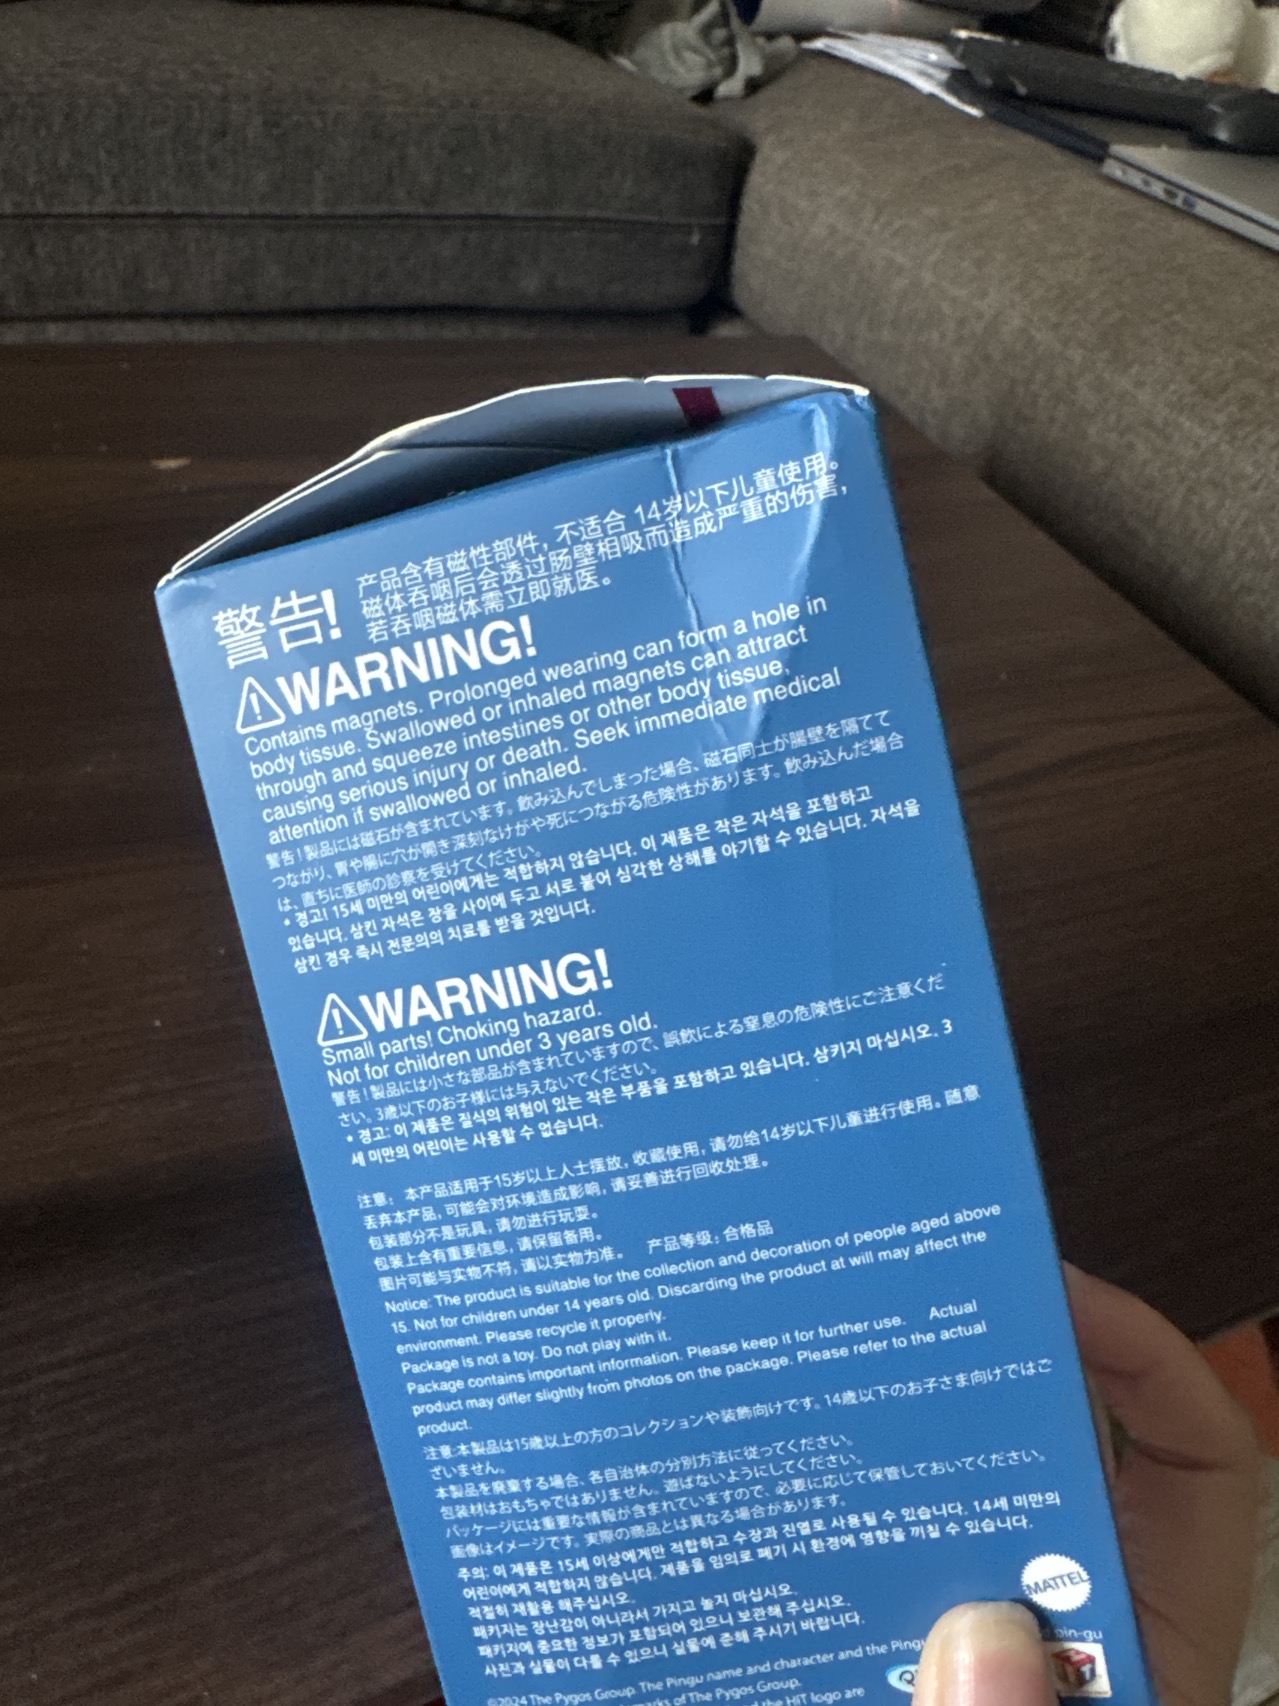 警告!
产品含有磁性部件，不适合 14岁以下儿童使用。
磁体吞咽后会透过肠壁相吸而造成严重的伤害，
若吞咽磁体需立即就医。
WARNING!
Contains magnets. Prolonged wearing can form a hole in
body tissue. Swallowed or inhaled magnets can attract
through and squeeze intestines or other body tissue,
causing serious injury or death. Seek immediate medical
attention if swallowed or inhaled.
警告！製品には磁石が含まれています。飲み込んでしまった場合、磁石同士が腸壁を隔てて
つながり、胃や腸に穴が開き深刻なけがや死につながる危険性があります。飲み込んだ場合
は、直ちに医師の診察を受けてください。
• 경고! 15세 미만의 어린이에게는 적합하지 않습니다. 이 제품은 작은 자석을 포함하고
있습니다. 삼킨 자석은 장을 사이에 두고 서로 붙어 심각한 상해를 야기할 수 있습니다. 자석을
삼킨 경우 즉시 전문의의 치료를 받을 것입니다.
WARNING!
Small parts! Choking hazard.
Not for children under 3 years old.
警告！製品には小さな部品が含まれていますので、誤飲による窒息の危険性にご注意くだ
さい。3歳以下のお子様には与えないでください。
• 경고: 이 제품은 질식의 위험이 있는 작은 부품을 포함하고 있습니다. 삼키지 마십시오. 3
세 미만의 어린이는 사용할 수 없습니다.
注意：本产品适用于15岁以上人士摆放，收藏使用，请勿给14岁以下儿童进行使用。随意
丢弃本产品，可能会对环境造成影响，请妥善进行回收处理。
包装部分不是玩具，请勿进行玩耍。
包装上含有重要信息，请保留备用。
图片可能与实物不符，请以实物为准。 产品等级：合格品
Notice: The product is suitable for the collection and decoration of people aged above
15. Not for children under 14 years old. Discarding the product at will may affect the
environment. Please recycle it properly.
Package is not a toy. Do not play with it.
Package contains important information. Please keep it for further use. Actual
product may differ slightly from photos on the package. Please refer to the actual
product.
注意:本製品は15歳以上の方のコレクションや装飾向けです。14歳以下のお子さま向けではご
ざいません。
本製品を廃棄する場合、各自治体の分別方法に従ってください。
包装材はおもちゃではありません。遊ばないようにしてください。
パッケージには重要な情報が含まれていますので、必要に応じて保管しておいてください。
画像はイメージです。実際の商品とは異なる場合があります。
주의: 이 제품은 15세 이상에게만 적합하고 수장과 진열로 사용될 수 있습니다. 14세 미만의
어린이에게 적합하지 않습니다. 제품을 임의로 폐기 시 환경에 영향을 끼칠 수 있습니다.
적절히 재활용 해주십시오.
패키지는 장난감이 아니라서 가지고 놀지 마십시오.
패키지에 중요한 정보가 포함되어 있으니 보관해 주십시오.
사진과 실물이 다를 수 있으니 실물에 준해 주시기 바랍니다.
MATTEL
©2024 The Pygos Group. The Pingu name and character and the Pingu
pin-gu
of The Pygos Group.
the HIT logo are